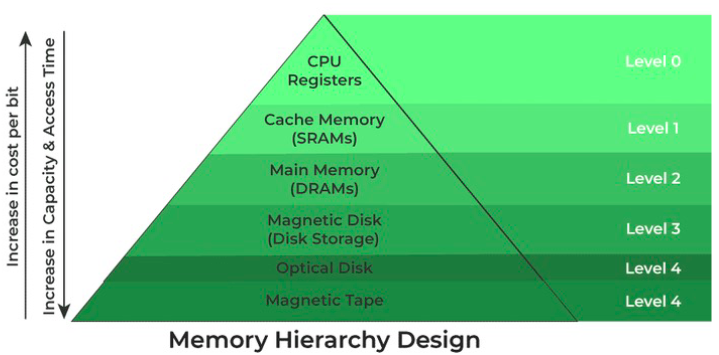 Increase in cost per bit
Increase in Capacity & Access Time
CPU
Registers
Level 0
Cache Memory
(SRAMs)
Level 1
Main Memory
(DRAMs)
Level 2
Magnetic Disk
(Disk Storage)
Level 3
Optical Disk
Level 4
Magnetic Tape
Level 4
Memory Hierarchy Design